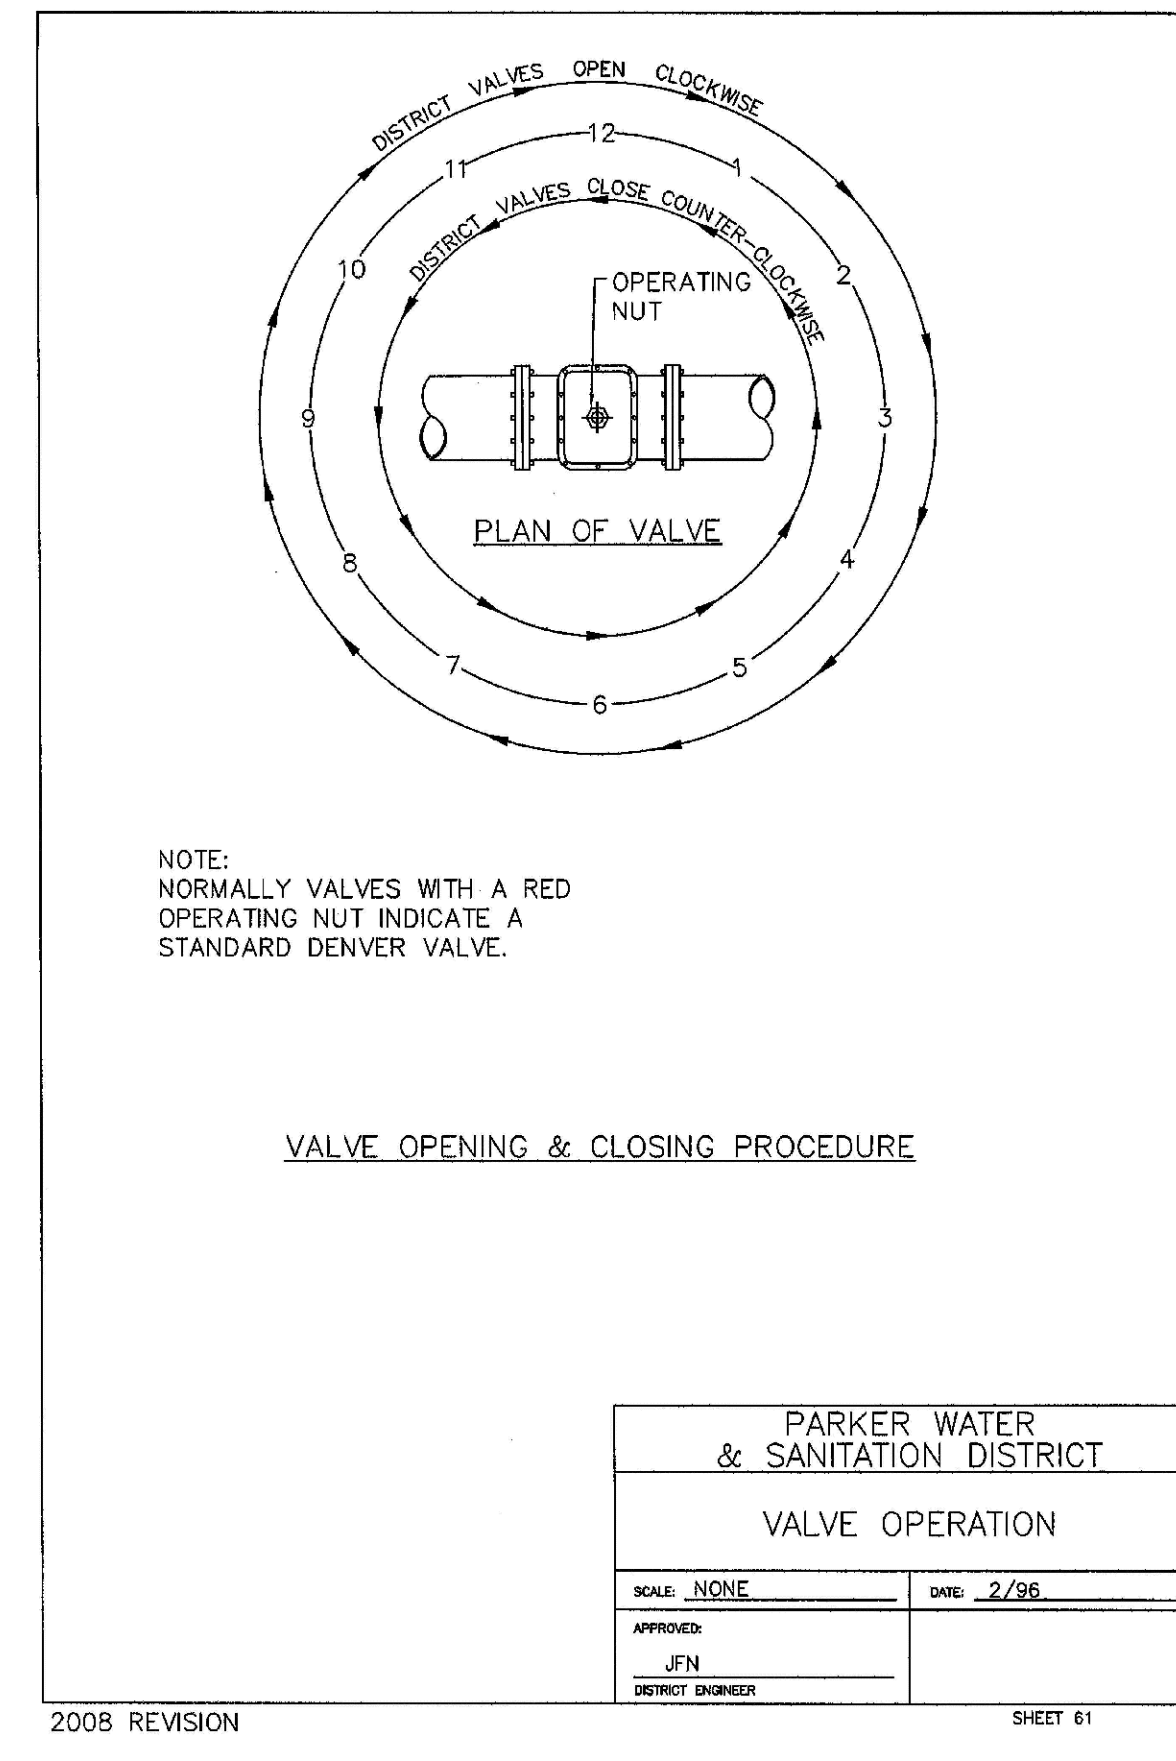 DISTRICT VALVES OPEN CLOCKWISE
12
1
2
3
4
5
6
7
8
9
10
11
DISTRICT VALVES CLOSE COUNTER-CLOCKWISE
OPERATING
NUT
PLAN OF VALVE
NOTE:
NORMALLY VALVES WITH A RED
OPERATING NUT INDICATE A
STANDARD DENVER VALVE.
VALVE OPENING & CLOSING PROCEDURE
PARKER WATER
& SANITATION DISTRICT
VALVE OPERATION
SCALE: NONE
DATE: 2/96
APPROVED:
JFN
DISTRICT ENGINEER
2008 REVISION
SHEET 61